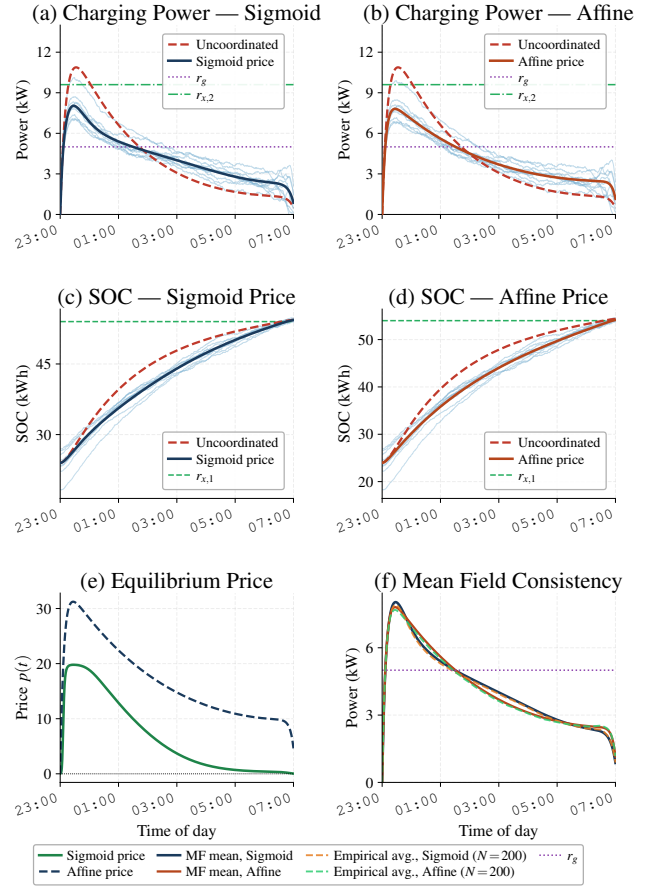 (a) Charging Power — Sigmoid
(b) Charging Power — Affine
12
9
6
3
0
Power (kW)
Uncoordinated
Sigmoid price
r_g
r_{x,2}
23:00
01:00
03:00
05:00
07:00
12
9
6
3
0
Power (kW)
Uncoordinated
Affine price
r_g
r_{x,2}
23:00
01:00
03:00
05:00
07:00
(c) SOC — Sigmoid Price
(d) SOC — Affine Price
45
30
SOC (kWh)
Uncoordinated
Sigmoid price
r_{x,1}
23:00
01:00
03:00
05:00
07:00
50
40
30
20
SOC (kWh)
Uncoordinated
Affine price
r_{x,1}
23:00
01:00
03:00
05:00
07:00
(e) Equilibrium Price
(f) Mean Field Consistency
30
20
10
0
Price p(t)
23:00
01:00
03:00
05:00
07:00
Time of day
6
3
0
Power (kW)
23:00
01:00
03:00
05:00
07:00
Time of day
Sigmoid price
MF mean, Sigmoid
Empirical avg., Sigmoid (N=200)
r_g
Affine price
MF mean, Affine
Empirical avg., Affine (N=200)